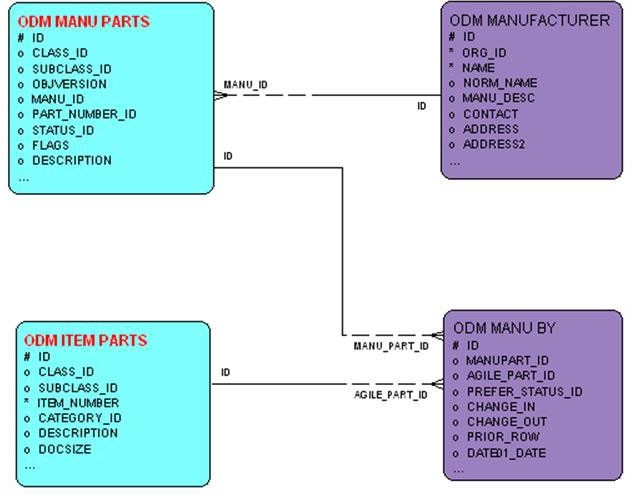 ODM MANU PARTS
# ID
o CLASS_ID
o SUBCLASS_ID
o OBJVERSION
o MANU_ID
o PART_NUMBER_ID
o STATUS_ID
o FLAGS
o DESCRIPTION
...
ODM MANUFACTURER
# ID
* ORG_ID
* NAME
o NORM_NAME
o MANU_DESC
o CONTACT
o ADDRESS
o ADDRESS2
...
MANU_ID
ID
ID
MANU_PART_ID
ODM ITEM PARTS
# ID
o CLASS_ID
o SUBCLASS_ID
* ITEM_NUMBER
o CATEGORY_ID
o DESCRIPTION
o DOCSIZE
...
ID
AGILE_PART_ID
ODM MANU BY
# ID
o MANUPART_ID
o AGILE_PART_ID
o PREFER_STATUS_ID
o CHANGE_IN
o CHANGE_OUT
o PRIOR_ROW
o DATE01_DATE
...